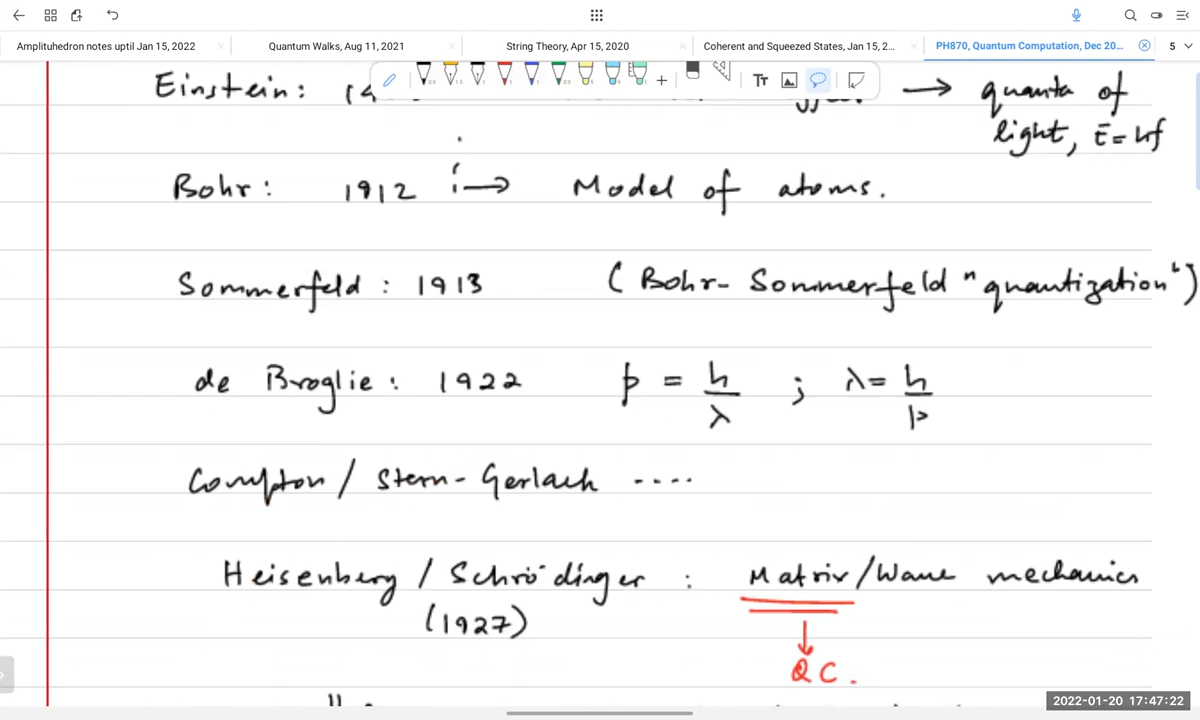 Amplituhedron notes uptil Jan 15, 2022
Quantum Walks, Aug 11, 2021
String Theory, Apr 15, 2020
Coherent and Squeezed States, Jan 15, 2...
PH870, Quantum Computation, Dec 20...
5
Tт
Einstein: → quanta of
light, E = hf
Bohr: 1912 → Model of atoms.
Sommerfeld : 1913 (Bohr-Sommerfeld "quantization")
de Broglie: 1922 p = h/λ ; λ = h/p
Compton / Stern-Gerlach ....
Heisenberg / Schrödinger : Matrix/Wave mechanics
(1927)
↓
QC.
2022-01-20 17:47:22